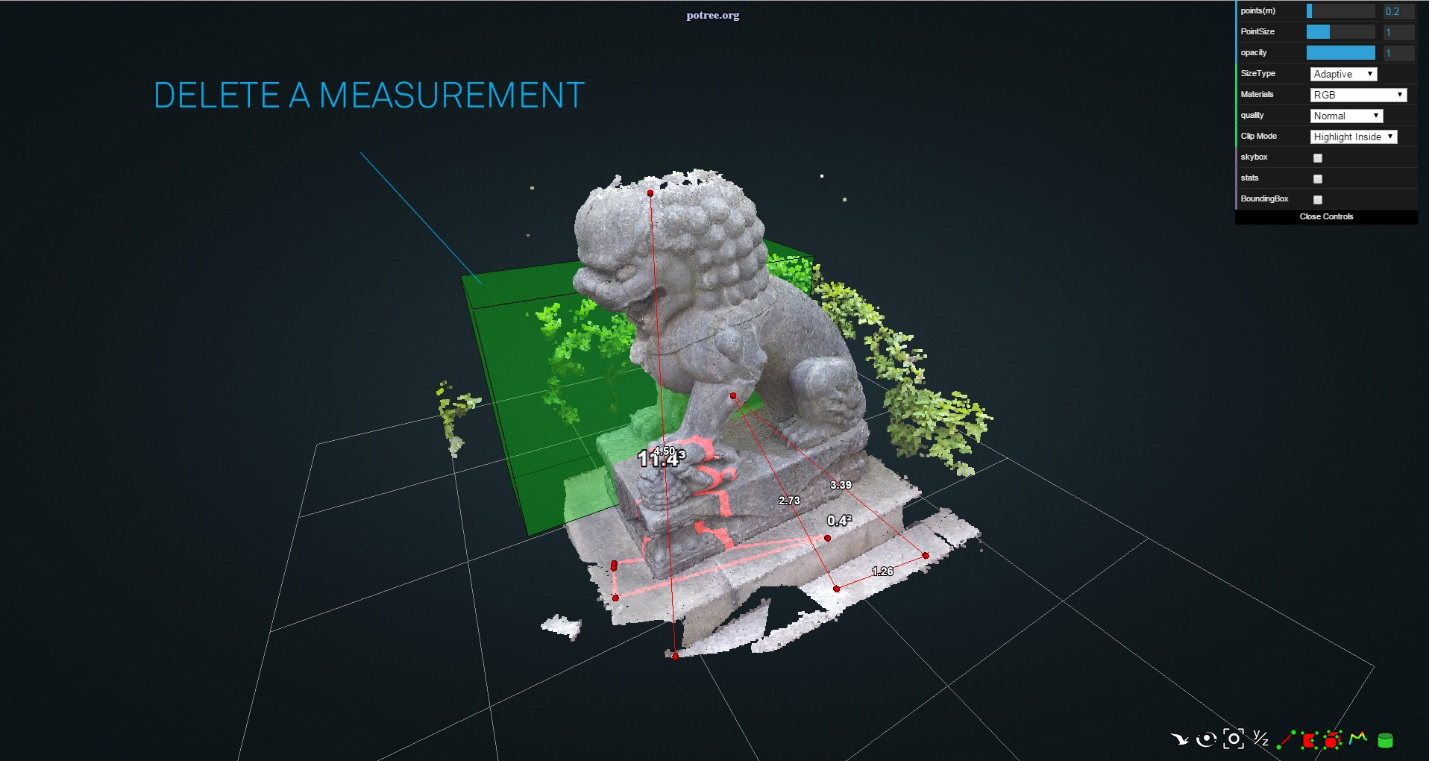 potree.org
DELETE A MEASUREMENT
points(m) 0.2
PointSize 1
opacity 1
SizeType Adaptive
Materials RGB
quality Normal
Clip Mode Highlight Inside
skybox
stats
BoundingBox
Close Controls
4.50
11.4³
3.39
2.73
0.4²
1.26
y/z